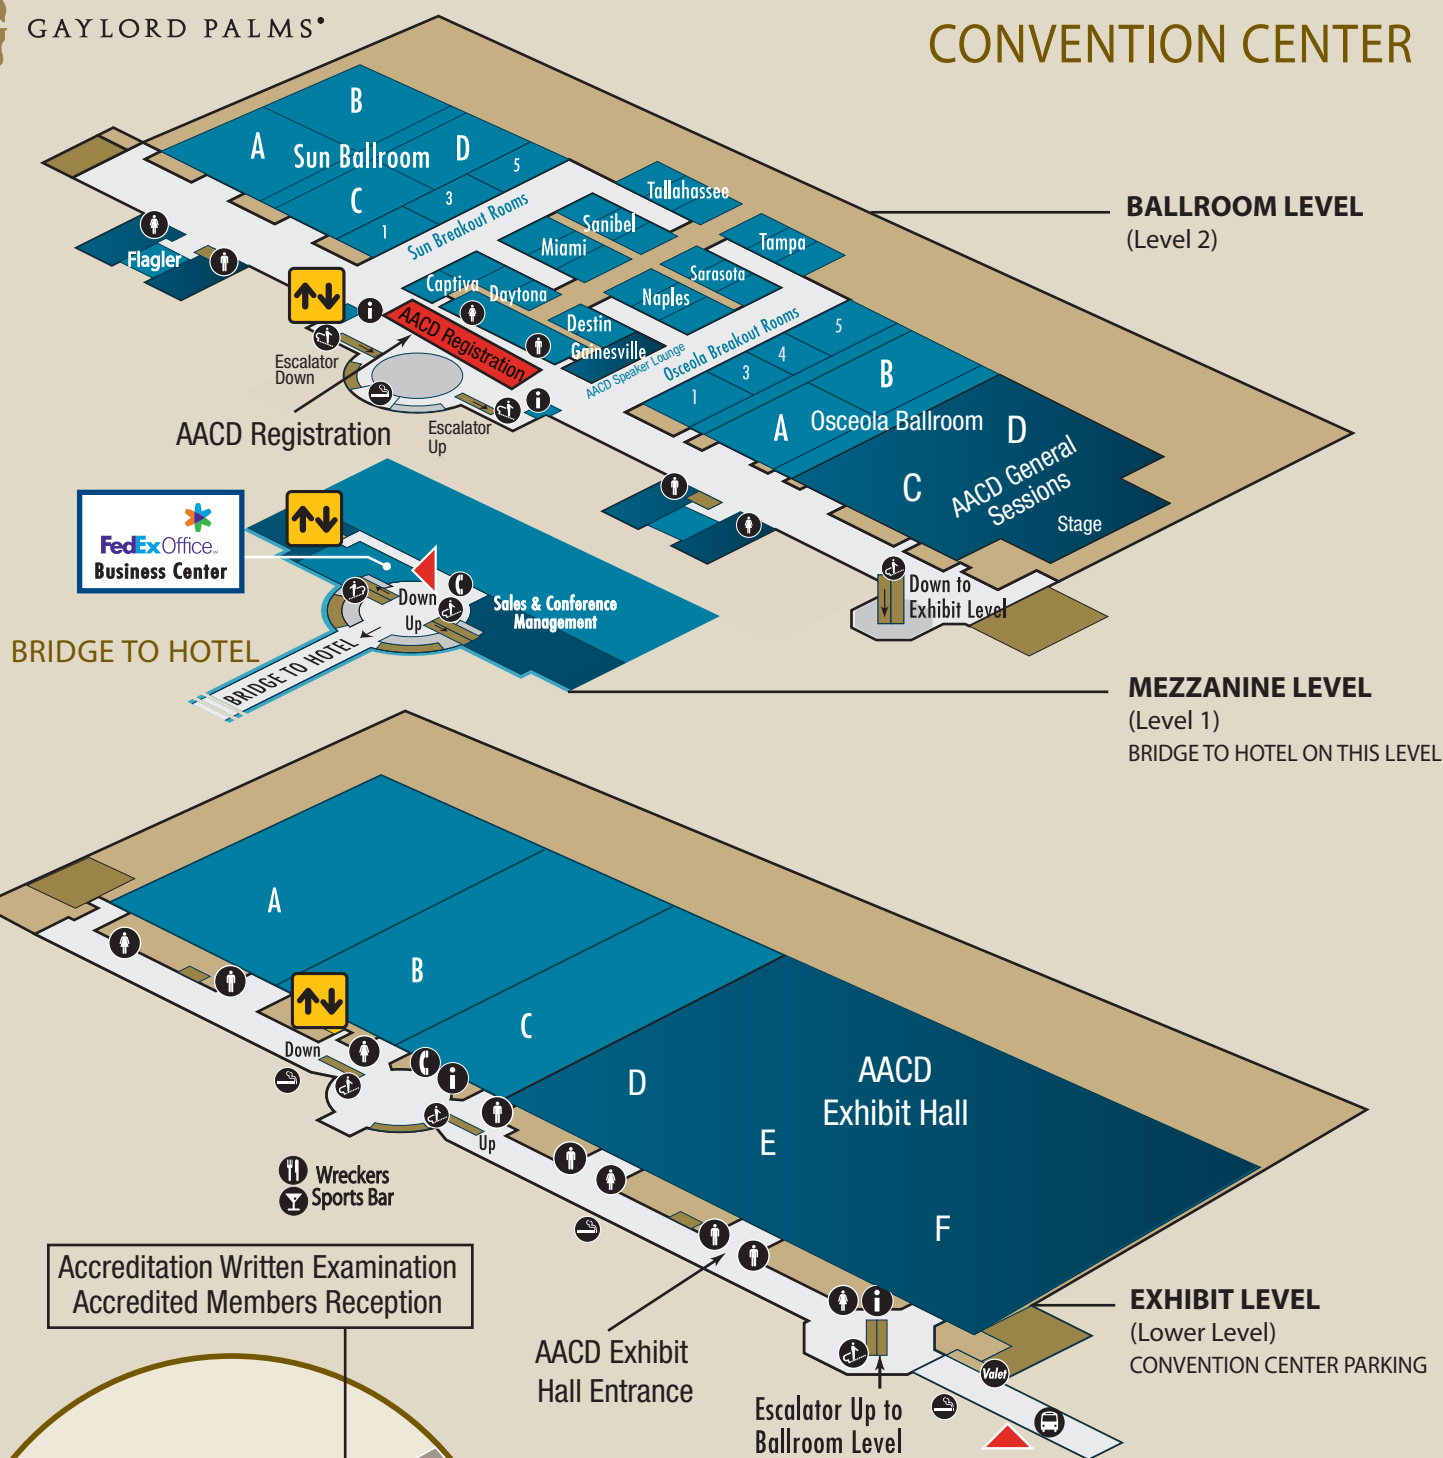 GAYLORD PALMS
CONVENTION CENTER
B
A
Sun Ballroom
D
C
5
3
1
Sun Breakout Rooms
Tallahassee
Sanibel
Miami
Tampa
Sarasota
Naples
Captiva
Daytona
Destin
Gainesville
AACD Speaker Lounge
Osceola Breakout Rooms
5
4
3
1
Flagler
i
AACD Registration
Escalator
Down
AACD Registration
Escalator
Up
i
B
A
Osceola Ballroom
D
C
AACD General
Sessions
Stage
Down to
Exhibit Level
BALLROOM LEVEL
(Level 2)
FedEx Office
Business Center
Down
Up
Sales & Conference
Management
BRIDGE TO HOTEL
BRIDGE TO HOTEL
MEZZANINE LEVEL
(Level 1)
BRIDGE TO HOTEL ON THIS LEVEL
A
B
C
D
E
F
AACD
Exhibit Hall
Down
i
Up
Wreckers
Sports Bar
Accreditation Written Examination
Accredited Members Reception
AACD Exhibit
Hall Entrance
i
Escalator Up to
Ballroom Level
Valet
EXHIBIT LEVEL
(Lower Level)
CONVENTION CENTER PARKING